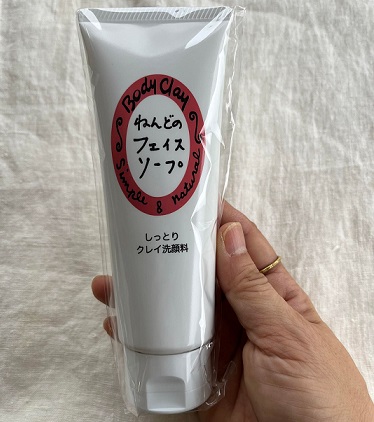 Body Clay
ねんどの
フェイス
ソープ
Simple & natural
しっとり
クレイ洗顔料